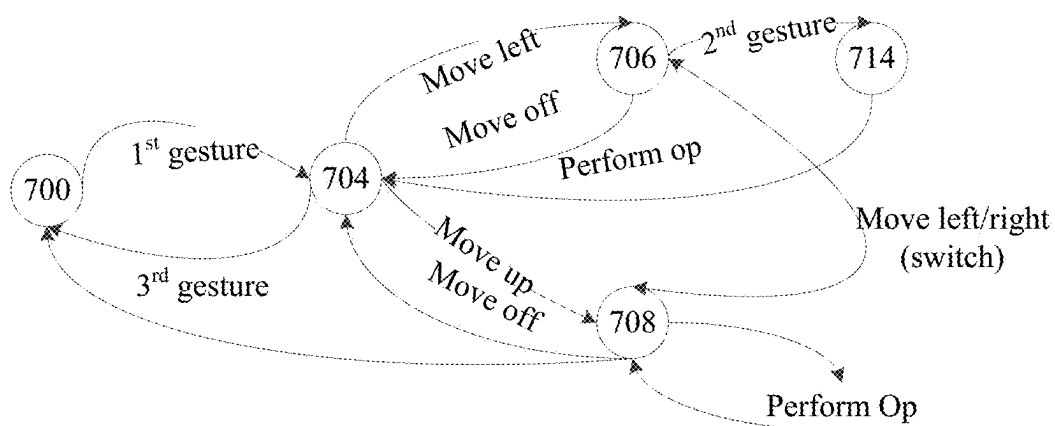 Move left
706
2nd gesture
714
Move off
1st gesture
Perform op
700
704
Move left/right
(switch)
3rd gesture
Move up
Move off
708
Perform Op